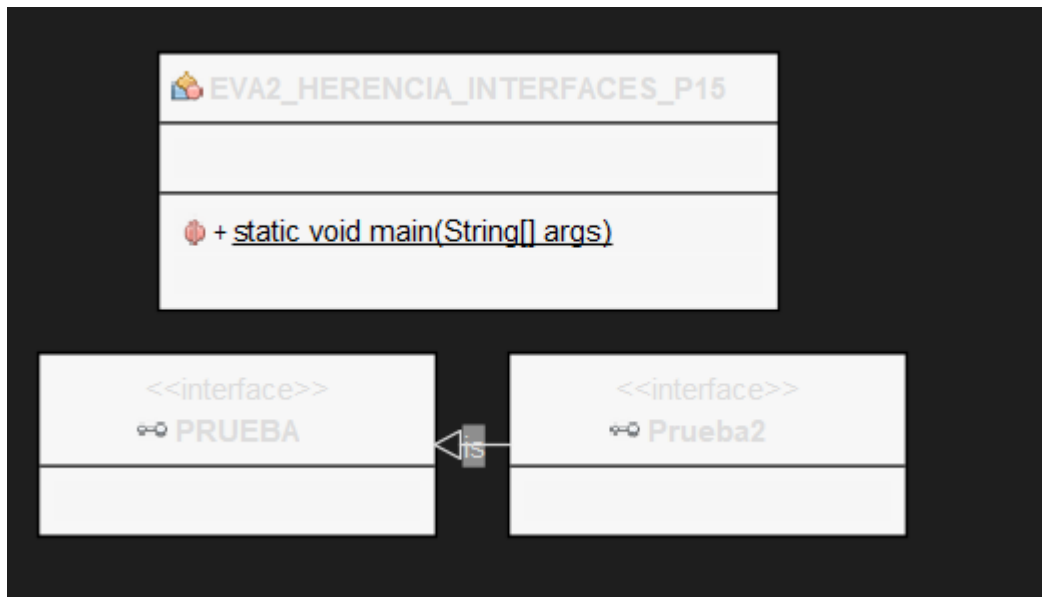 EVA2_HERENCIA_INTERFACES_P15
+ static void main(String[] args)
<<interface>>
PRUEBA
is
<<interface>>
Prueba2